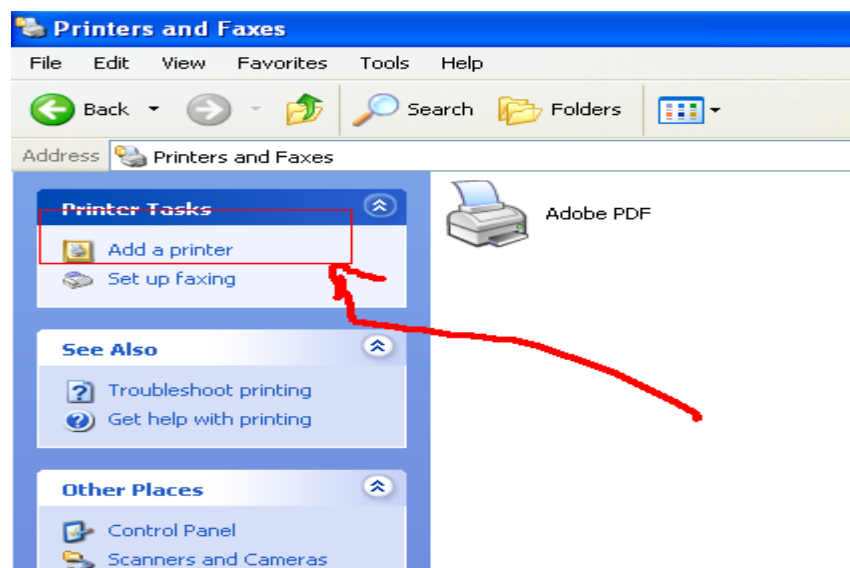 Printers and Faxes
File Edit View Favorites Tools Help
Back Search Folders
Address Printers and Faxes
Printer Tasks
Add a printer
Set up faxing
See Also
Troubleshoot printing
Get help with printing
Other Places
Control Panel
Scanners and Cameras
Adobe PDF